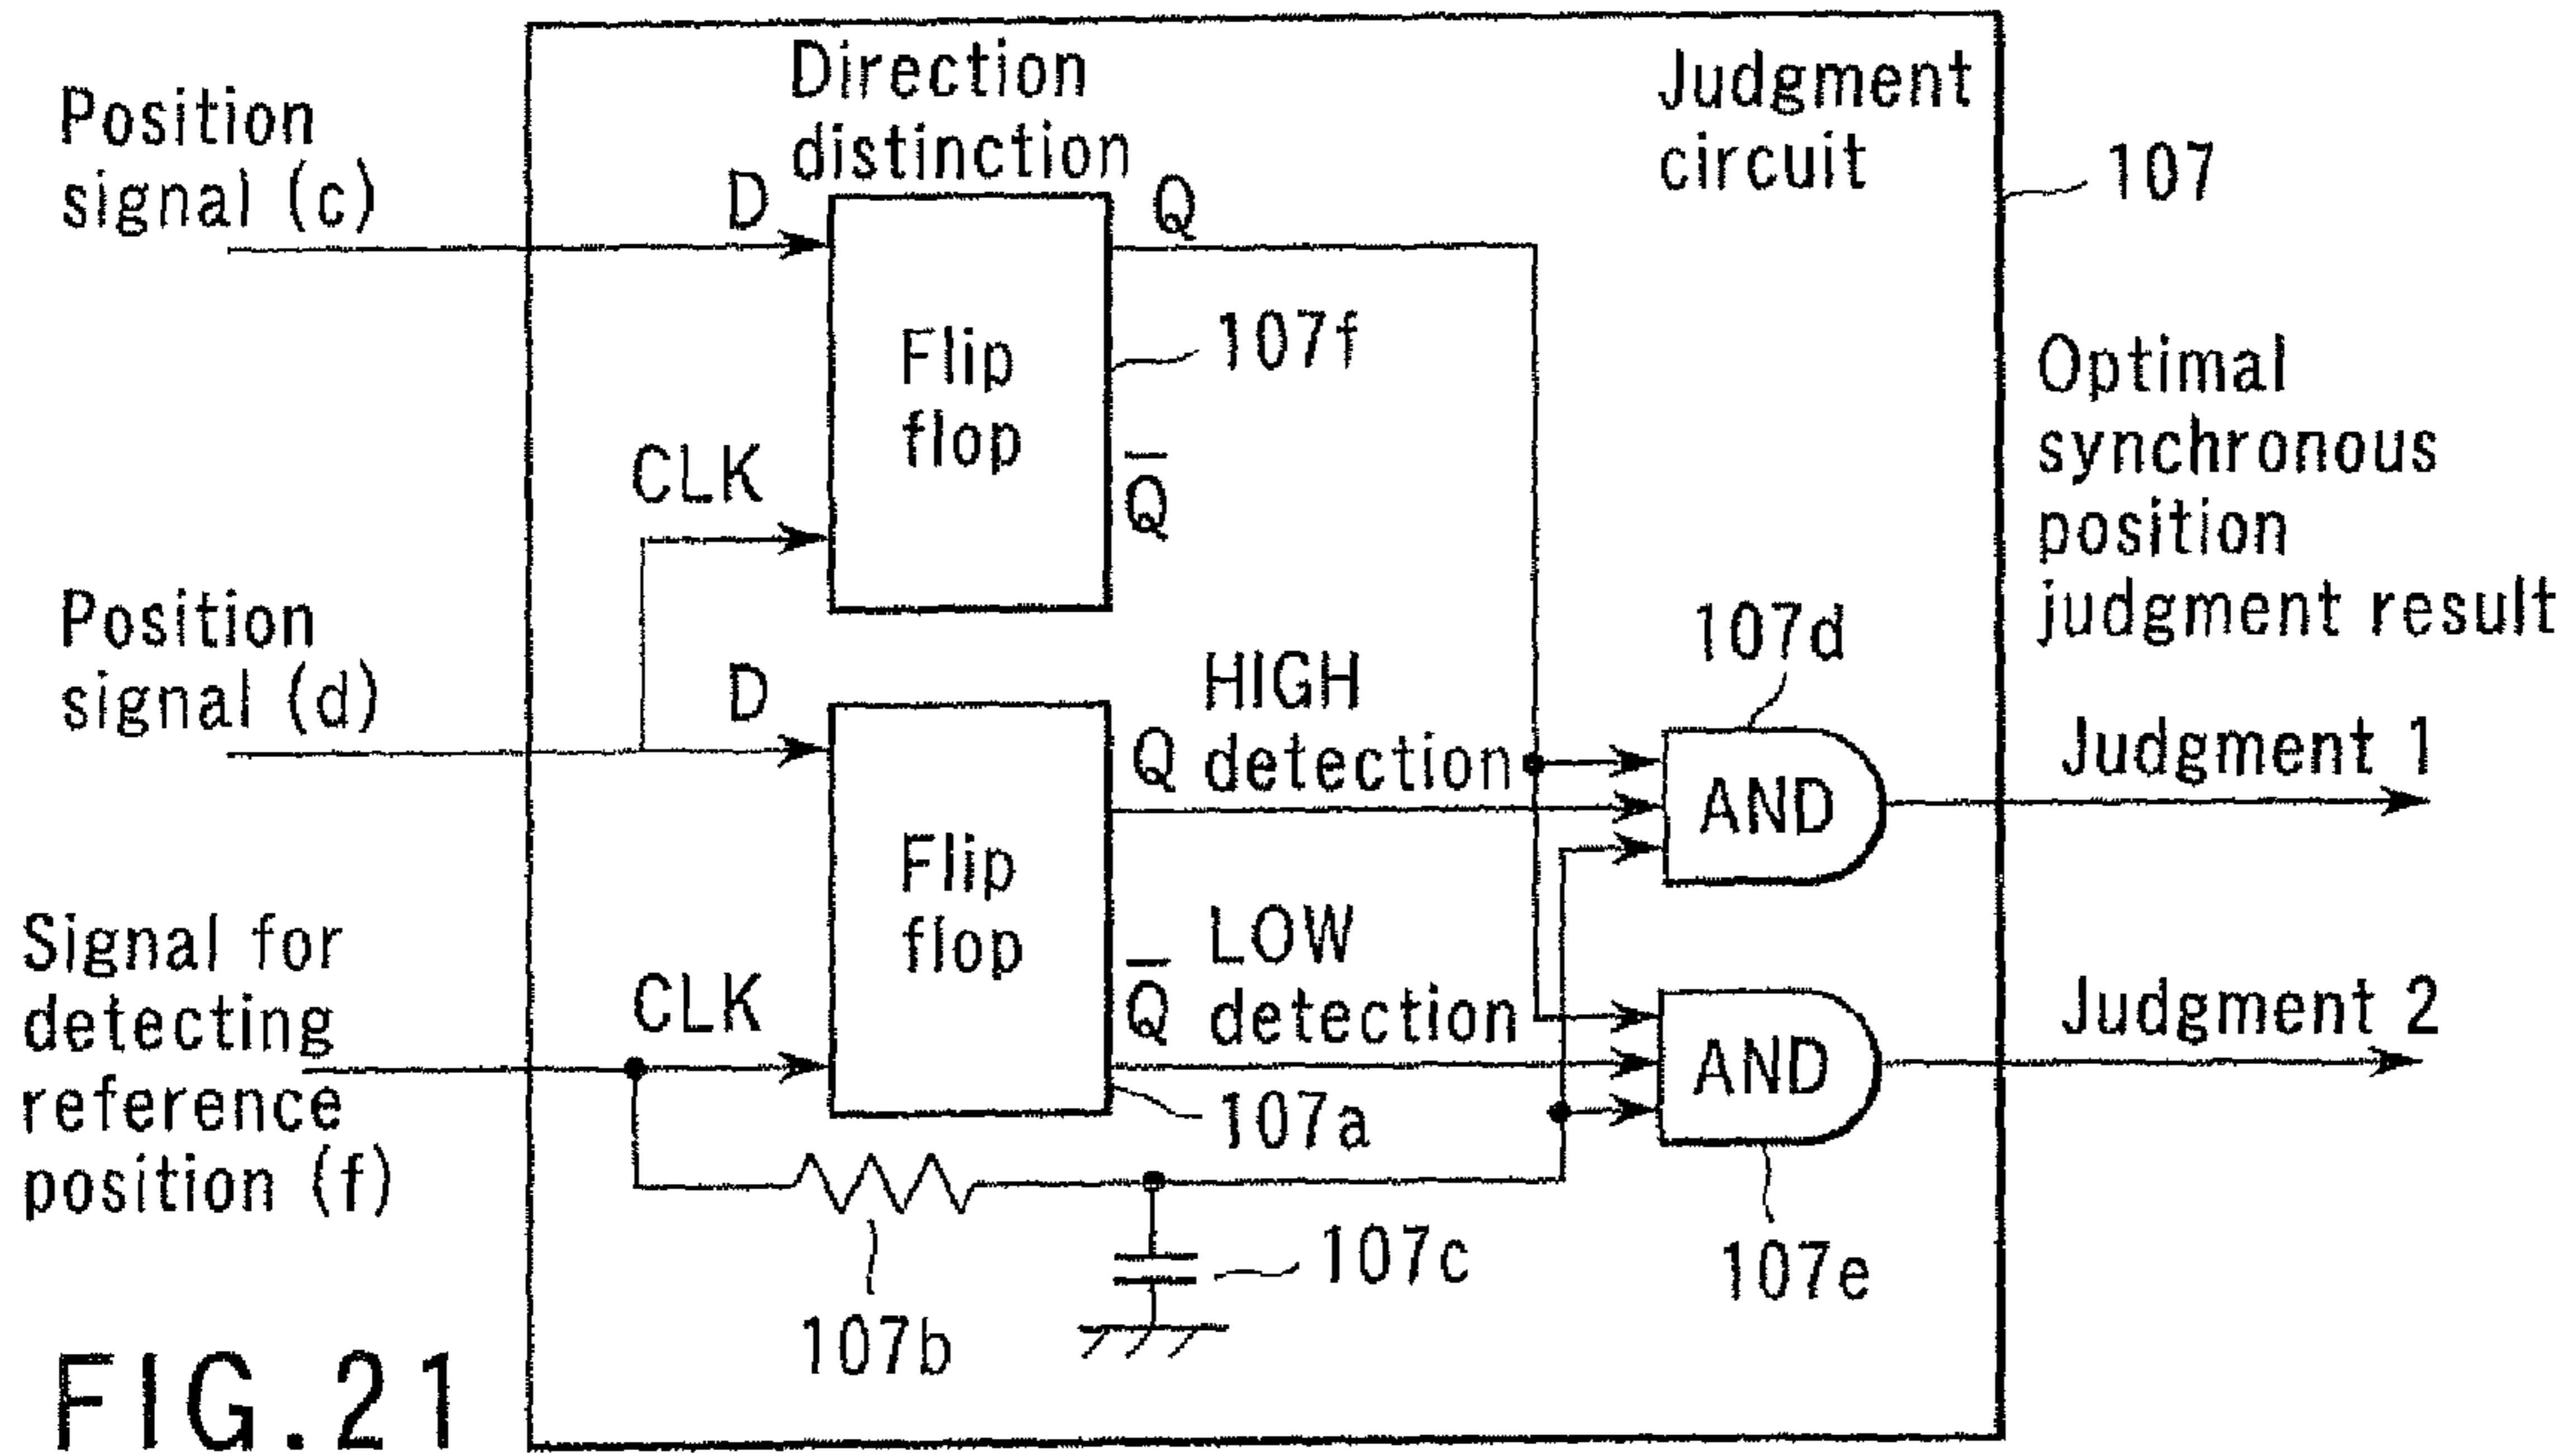 Position
signal (c)
Direction
distinction
Judgment
circuit
107
D
Q
Flip
flop
107f
CLK
Q̅
Optimal
synchronous
position
judgment result
Position
signal (d)
D
HIGH
detection
Q
107d
AND
Judgment 1
Flip
flop
Signal for
detecting
reference
position (f)
CLK
LOW
detection
Q̅
107a
AND
Judgment 2
107b
107c
107e
FIG.21